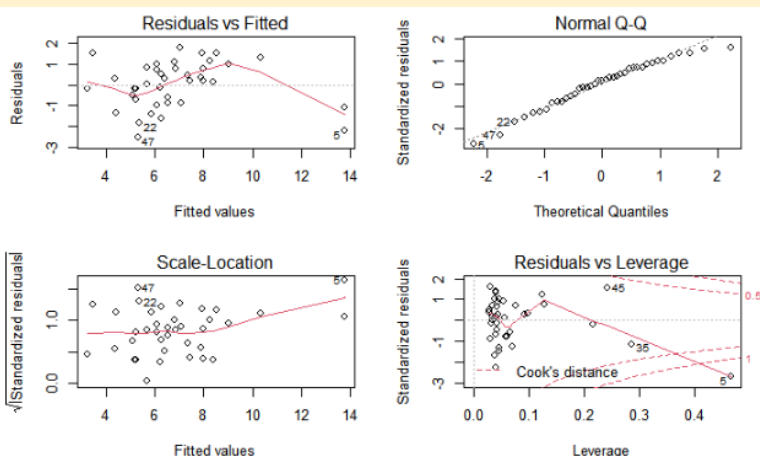 Residuals vs Fitted
Residuals
-3 -1 1 2
22
47
5
4 6 8 10 12 14
Fitted values
Normal Q-Q
Standardized residuals
-2 0 1 2
22
47
5
-2 -1 0 1 2
Theoretical Quantiles
Scale-Location
√|Standardized residuals|
0.0 1.0
47
22
5
4 6 8 10 12 14
Fitted values
Residuals vs Leverage
Standardized residuals
-3 -1 1 2
45
35
5
Cook's distance
0.5
1
0.0 0.1 0.2 0.3 0.4
Leverage